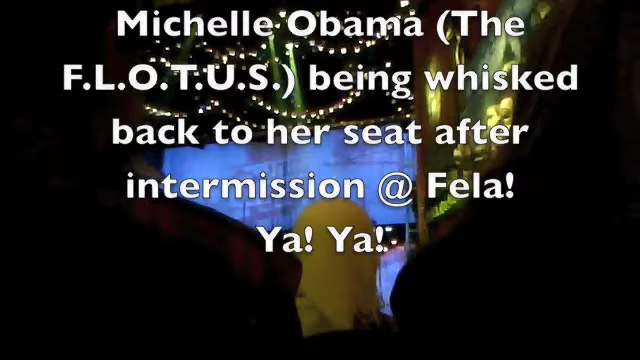 Michelle Obama (The
F.L.O.T.U.S.) being whisked
back to her seat after
intermission @ Fela!
Ya! Ya!